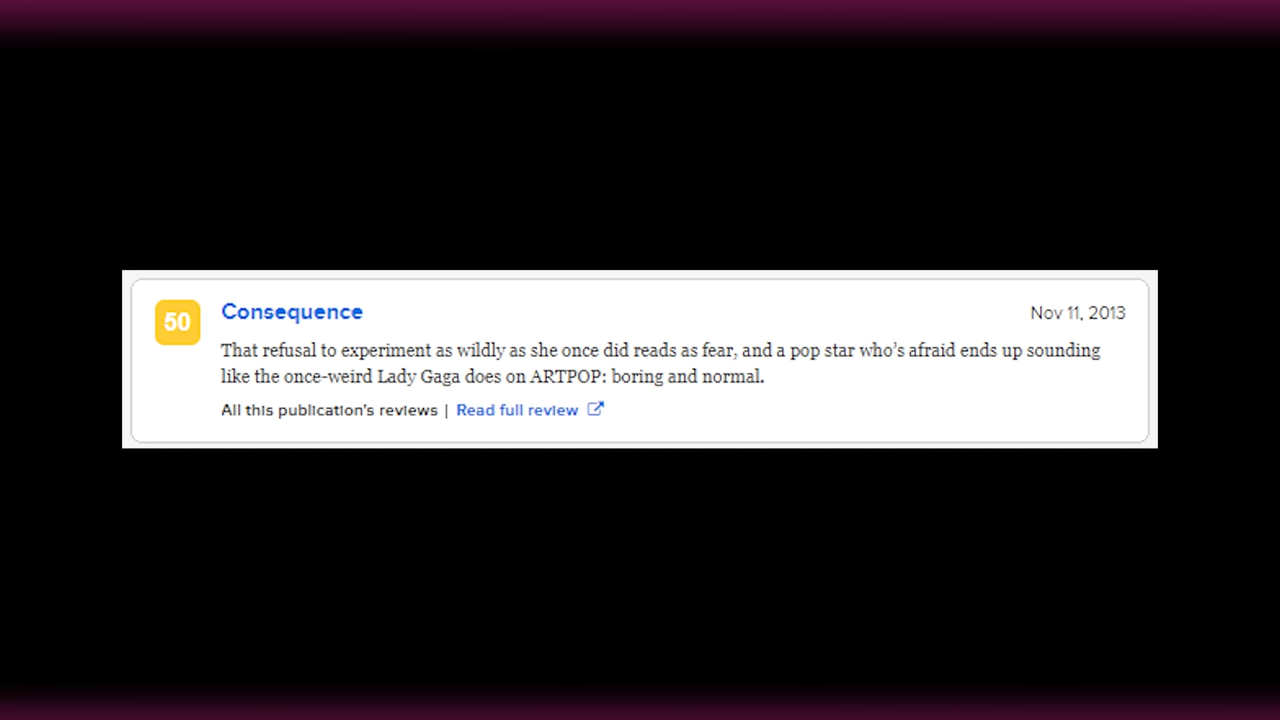 50
Consequence
Nov 11, 2013
That refusal to experiment as wildly as she once did reads as fear, and a pop star who’s afraid ends up sounding
like the once-weird Lady Gaga does on ARTPOP: boring and normal.
All this publication's reviews | Read full review